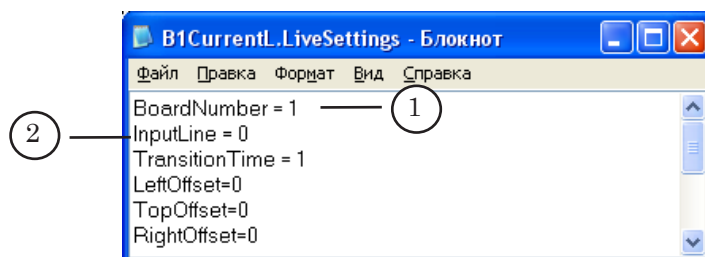 B1CurrentL.LiveSettings - Блокнот
Файл Правка Формат Вид Справка
BoardNumber = 1
1
2
InputLine = 0
TransitionTime = 1
LeftOffset=0
TopOffset=0
RightOffset=0